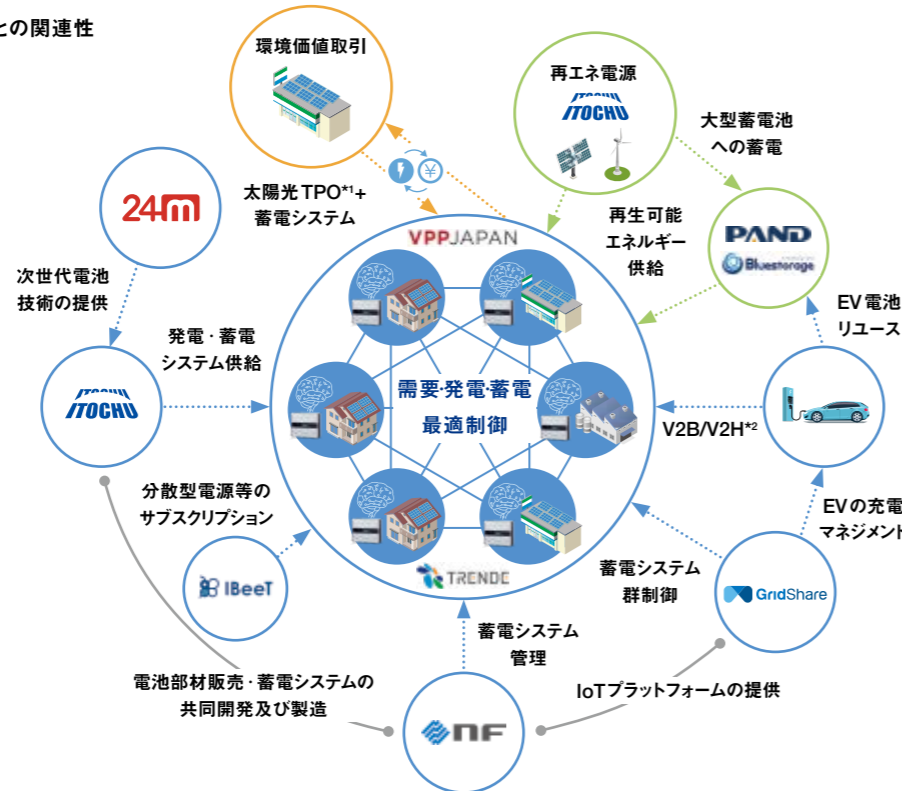 との関連性
環境価値取引
再エネ電源
ITOCHU
ITOCHU
大型蓄電池
への蓄電
24m
太陽光TPO*1+
蓄電システム
再生可能
エネルギー
供給
PAND
Bluestorage
VPPJAPAN
次世代電池
技術の提供
EV電池
リユース
発電・蓄電
システム供給
ITOCHU
ITOCHU
需要・発電・蓄電
最適制御
V2B/V2H*2
分散型電源等の
サブスクリプション
EVの充電
マネジメント
IBeeT
TRENDE
蓄電システム
群制御
GridShare
蓄電システム
管理
電池部材販売・蓄電システムの
共同開発及び製造
IoTプラットフォームの提供
nF
¥